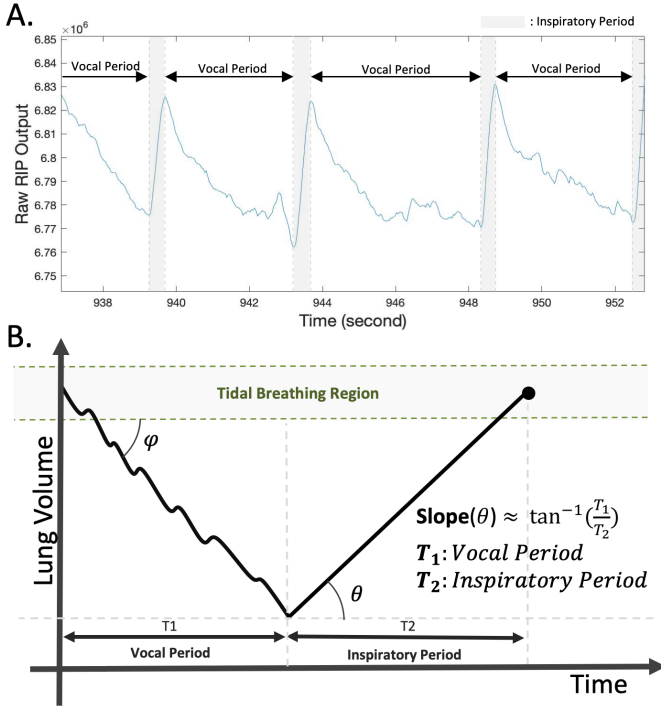 A.
: Inspiratory Period
×10⁶
6.85
6.84
6.83
6.82
6.81
6.8
6.79
6.78
6.77
6.76
6.75
Raw RIP Output
Vocal Period
Vocal Period
Vocal Period
Vocal Period
938
940
942
944
946
948
950
952
Time (second)
B.
Tidal Breathing Region
φ
Lung Volume
Slope(θ) ≈ tan⁻¹(T₁/T₂)
T₁: Vocal Period
T₂: Inspiratory Period
θ
T1
T2
Vocal Period
Inspiratory Period
Time